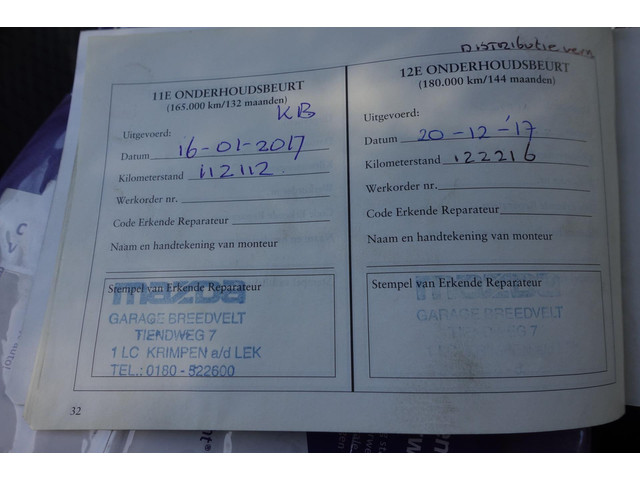 11E ONDERHOUDSBEURT
(165.000 km/132 maanden)
KB
Uitgevoerd:
Datum 16-01-2017
Kilometerstand 112112
Werkorder nr.
Code Erkende Reparateur
Naam en handtekening van monteur
Stempel van Erkende Reparateur
mazda
GARAGE BREEDVELT
TIENDWEG 7
1 LC KRIMPEN a/d LEK
TEL.: 0180 - 522600
32
Distributie verv
12E ONDERHOUDSBEURT
(180.000 km/144 maanden)
Uitgevoerd:
Datum 20-12-'17
Kilometerstand 122216
Werkorder nr.
Code Erkende Reparateur
Naam en handtekening van monteur
Stempel van Erkende Reparateur
mazda
GARAGE BREEDVELT
TIENDWEG 7